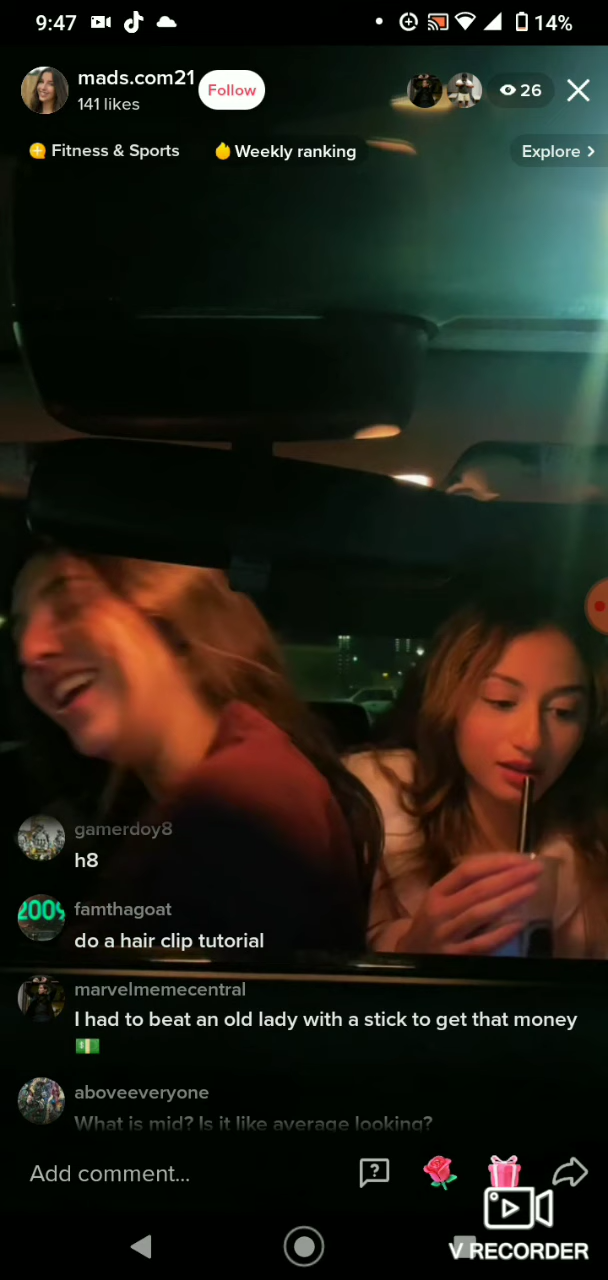 9:47
14%
mads.com21
Follow
141 likes
26
Fitness & Sports
Weekly ranking
Explore >
gamerdoy8
h8
2009
famthagoat
do a hair clip tutorial
marvelmemecentral
I had to beat an old lady with a stick to get that money
💵
aboveeveryone
What is mid? Is it like average looking?
Add comment...
V RECORDER